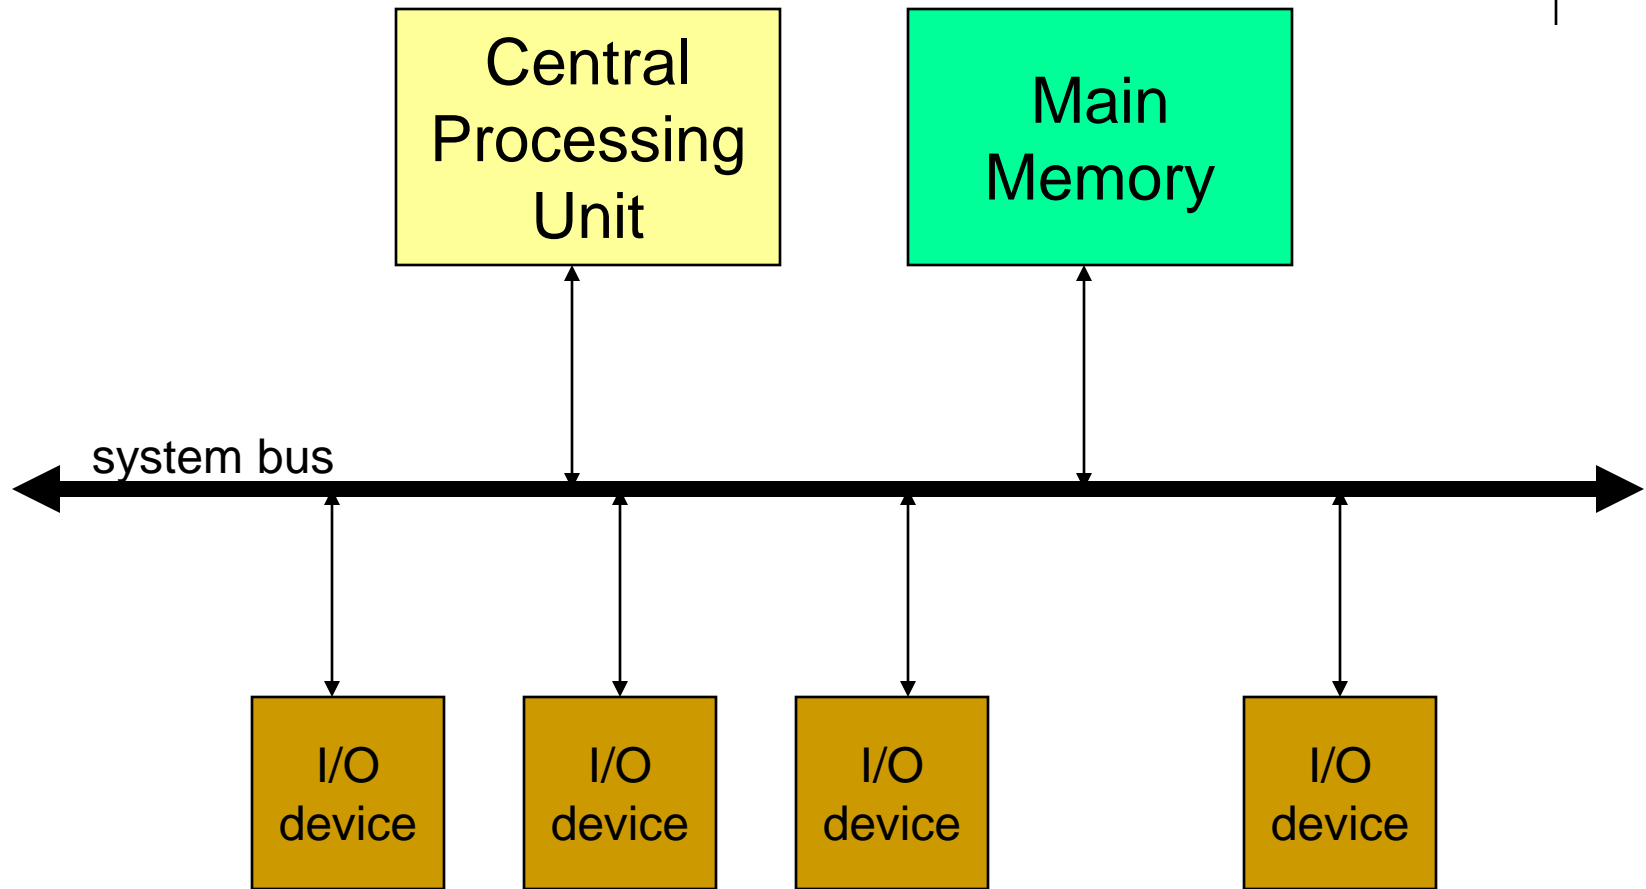 Central
Processing
Unit
Main
Memory
system bus
I/O
device
I/O
device
I/O
device
I/O
device